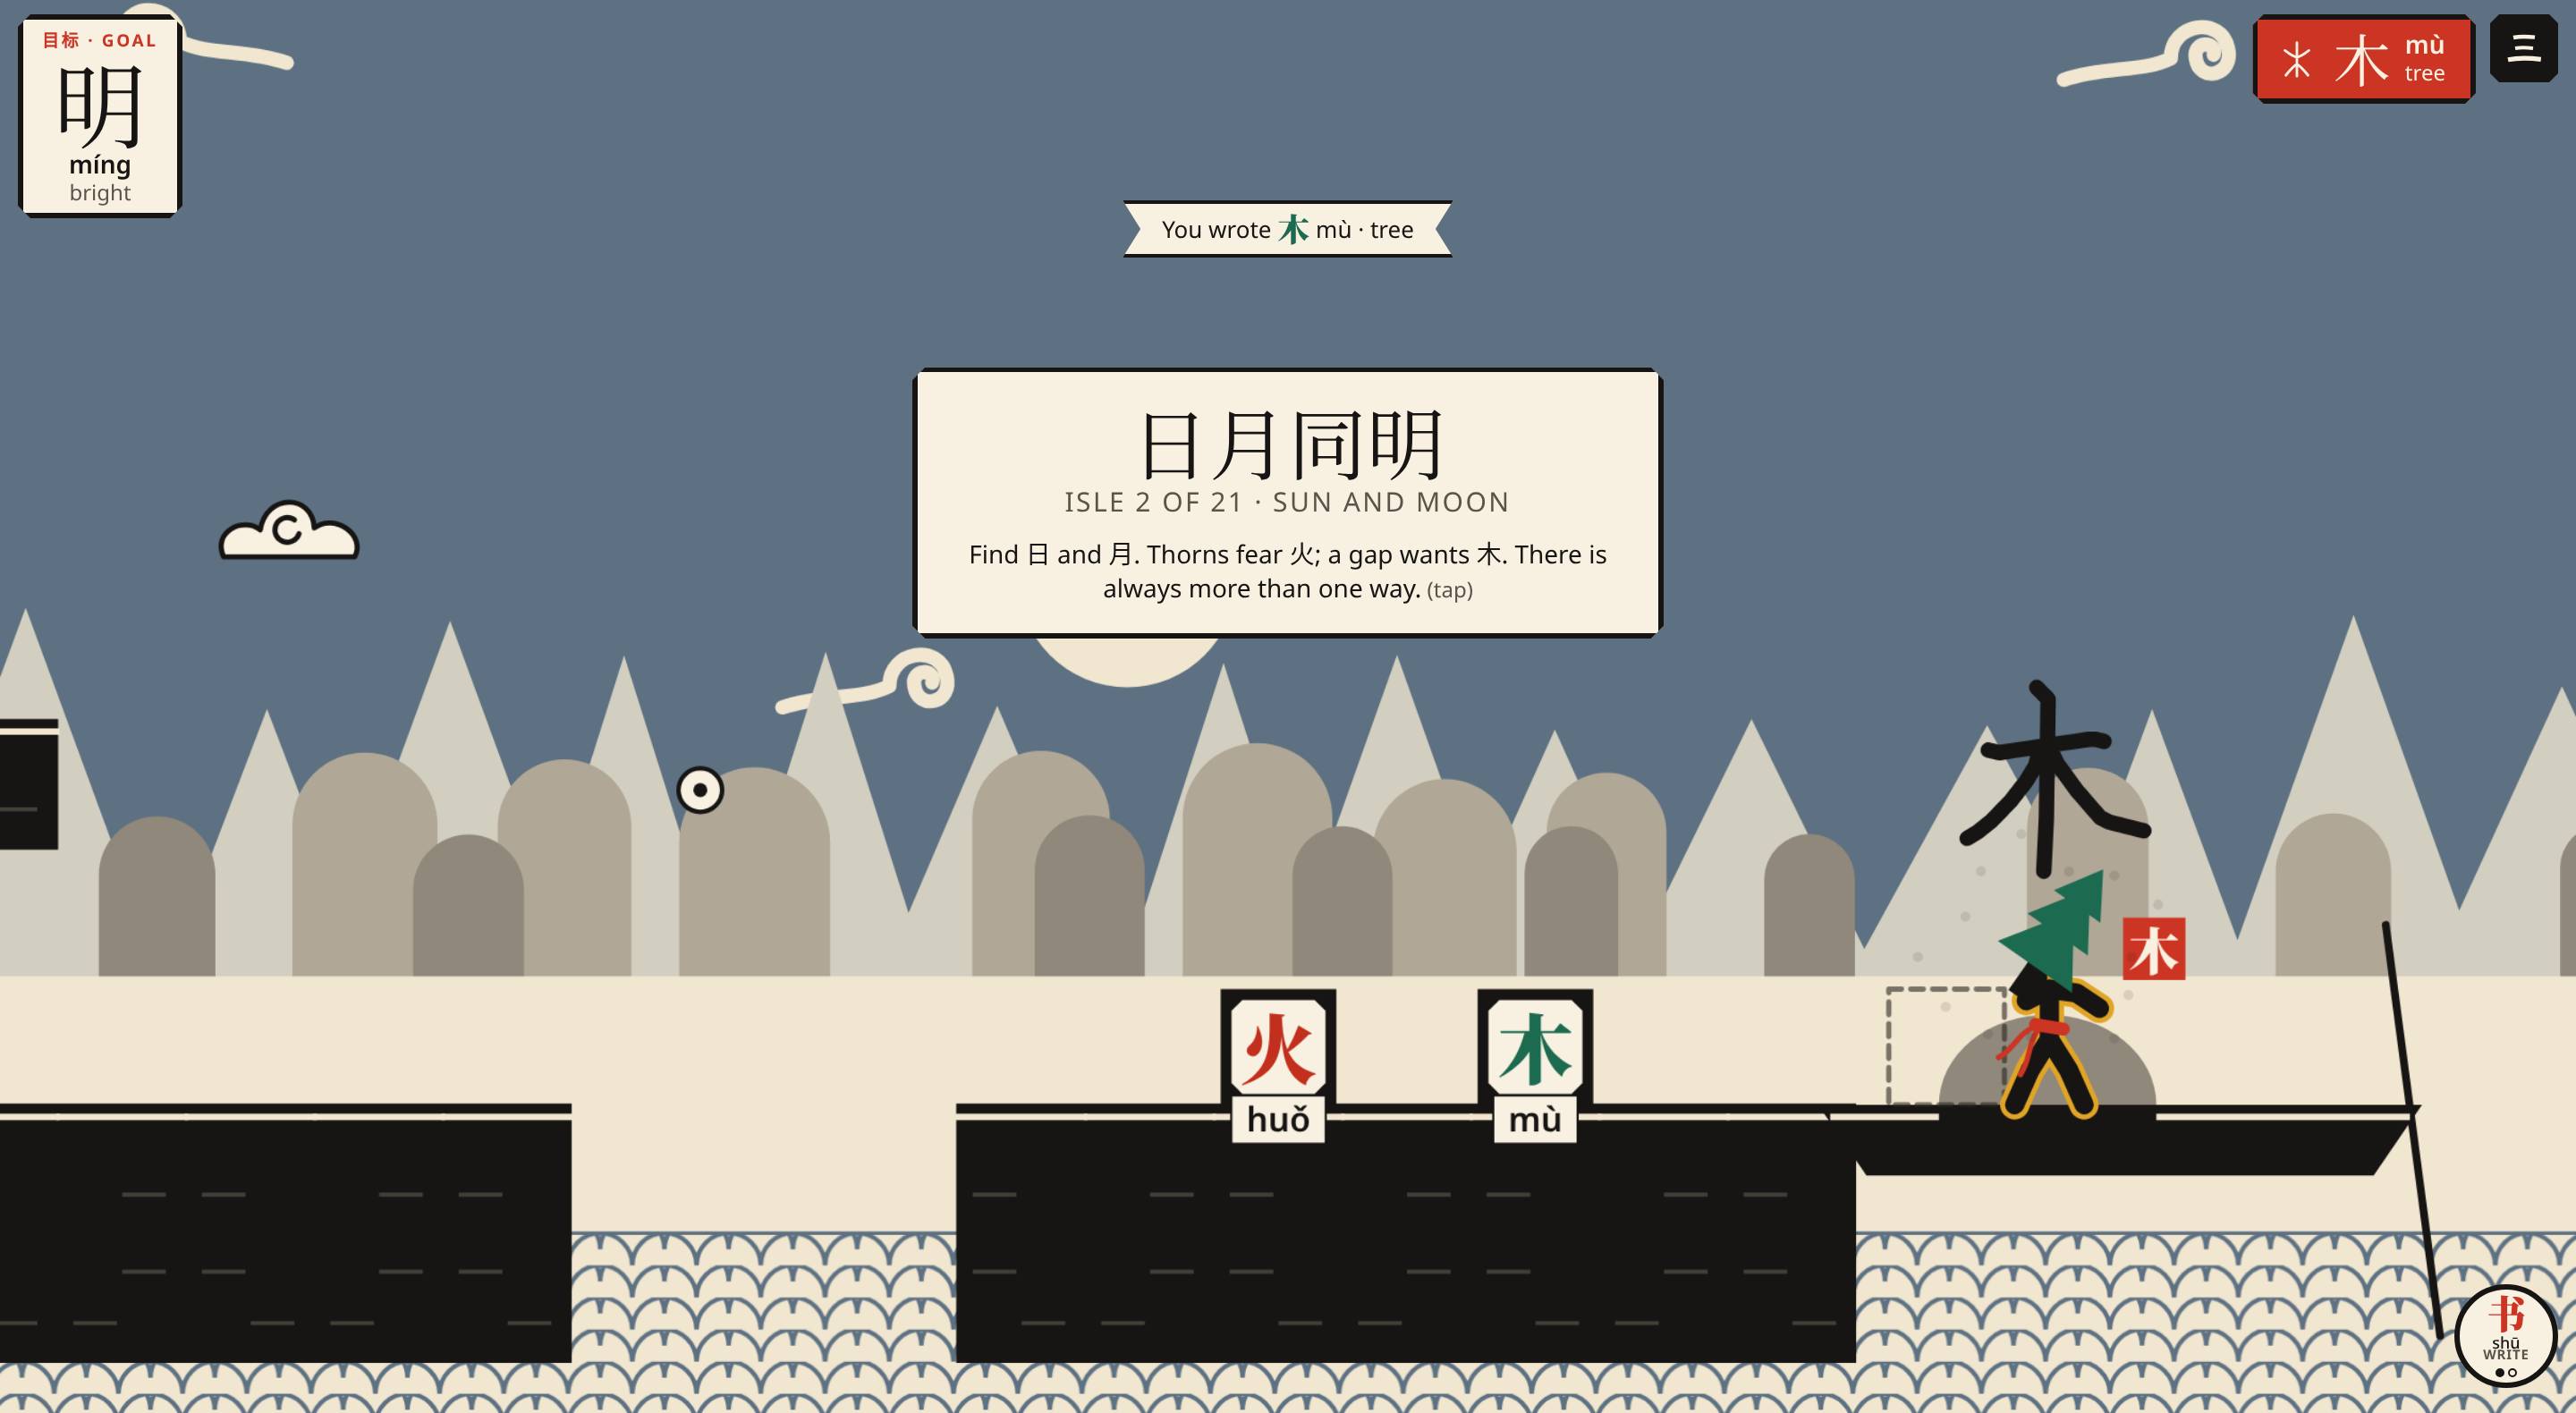 目标 · GOAL
明
míng
bright
木 mù
tree
三
You wrote 木 mù · tree
日月同明
ISLE 2 OF 21 · SUN AND MOON
Find 日 and 月. Thorns fear 火; a gap wants 木. There is
always more than one way. (tap)
木
木
火
huǒ
木
mù
书
shū
WRITE